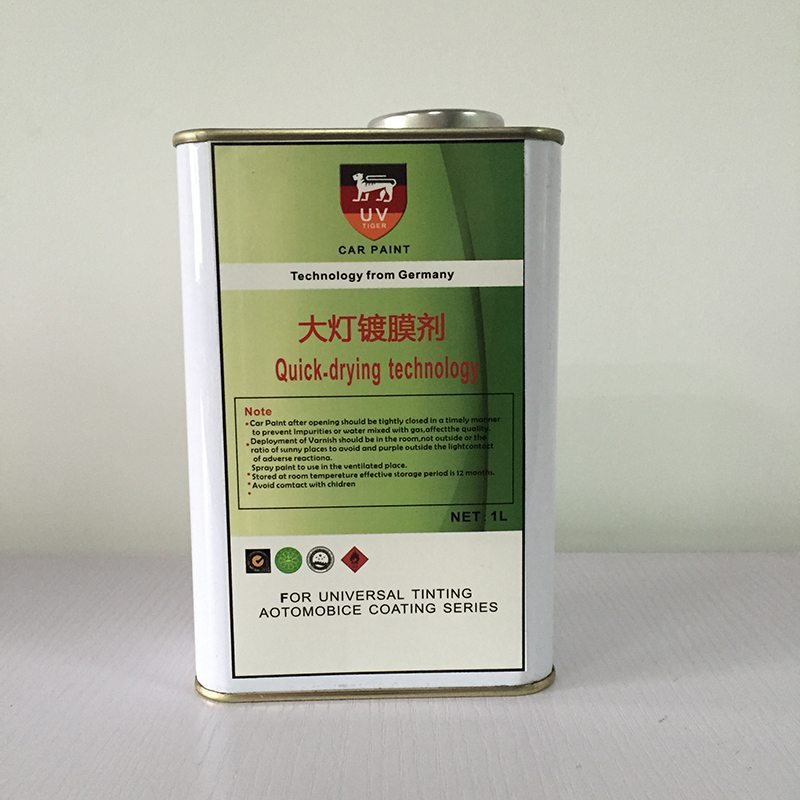 UV
TIGER
CAR PAINT
Technology from Germany
大灯镀膜剂
Quick-drying technology
Note
Car Paint after opening should be tightly closed in a timely manner
to prevent Impurities or water mixed with gas,affectthe quality.
Deployment of Varnish should be in the room,not outside or the
ratio of sunny places to avoid and purple outside the lightcontact
of adverse reactiona.
Spray paint to use in the ventilated place.
Stored at room tempereture effective storage period is 12 months.
Avoid comtact with chidren
NET: 1L
FOR UNIVERSAL TINTING
AOTOMOBICE COATING SERIES